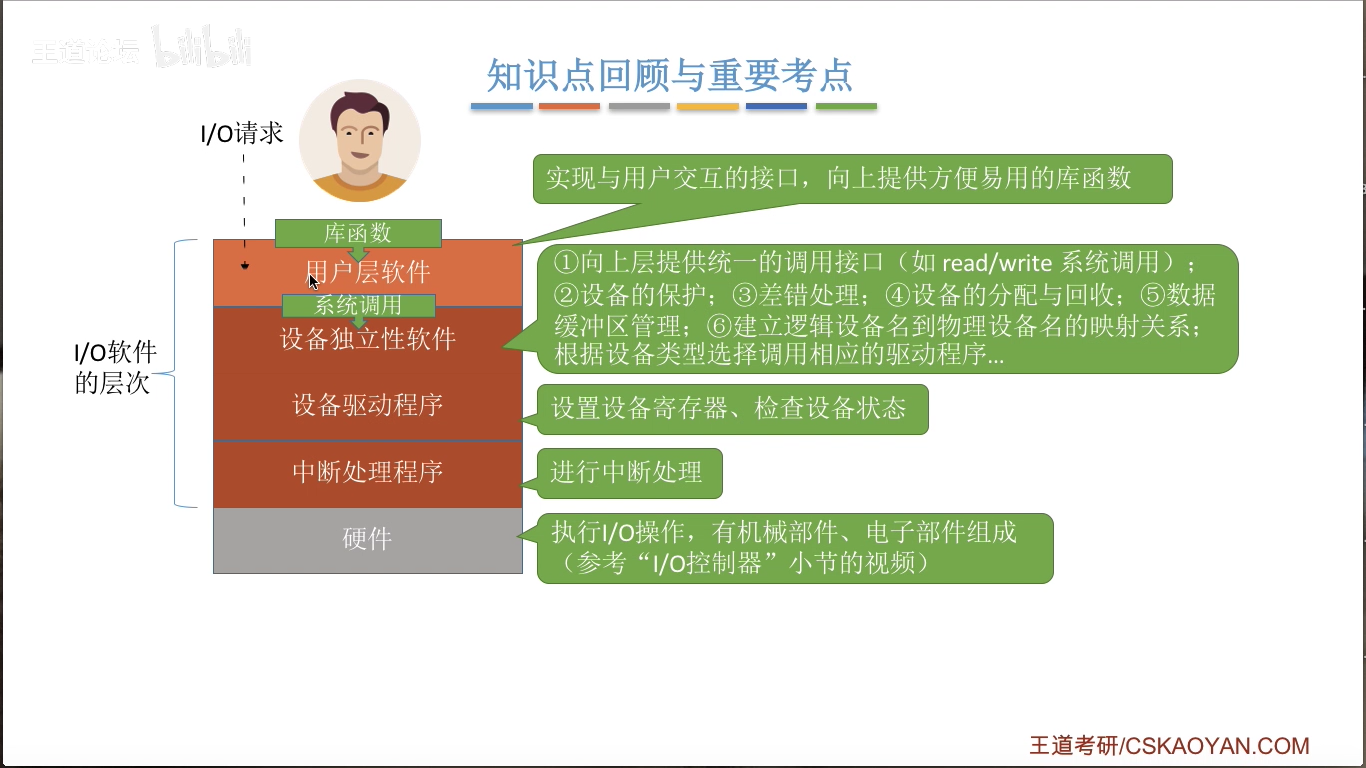 王道论坛 bilibili
知识点回顾与重要考点
I/O请求
库函数
用户层软件
系统调用
设备独立性软件
设备驱动程序
中断处理程序
硬件
I/O软件
的层次
实现与用户交互的接口，向上提供方便易用的库函数
①向上层提供统一的调用接口（如 read/write 系统调用）；
②设备的保护；③差错处理；④设备的分配与回收；⑤数据
缓冲区管理；⑥建立逻辑设备名到物理设备名的映射关系；
根据设备类型选择调用相应的驱动程序...
设置设备寄存器、检查设备状态
进行中断处理
执行I/O操作，有机械部件、电子部件组成
（参考“I/O控制器”小节的视频）
王道考研/CSKAOYAN.COM